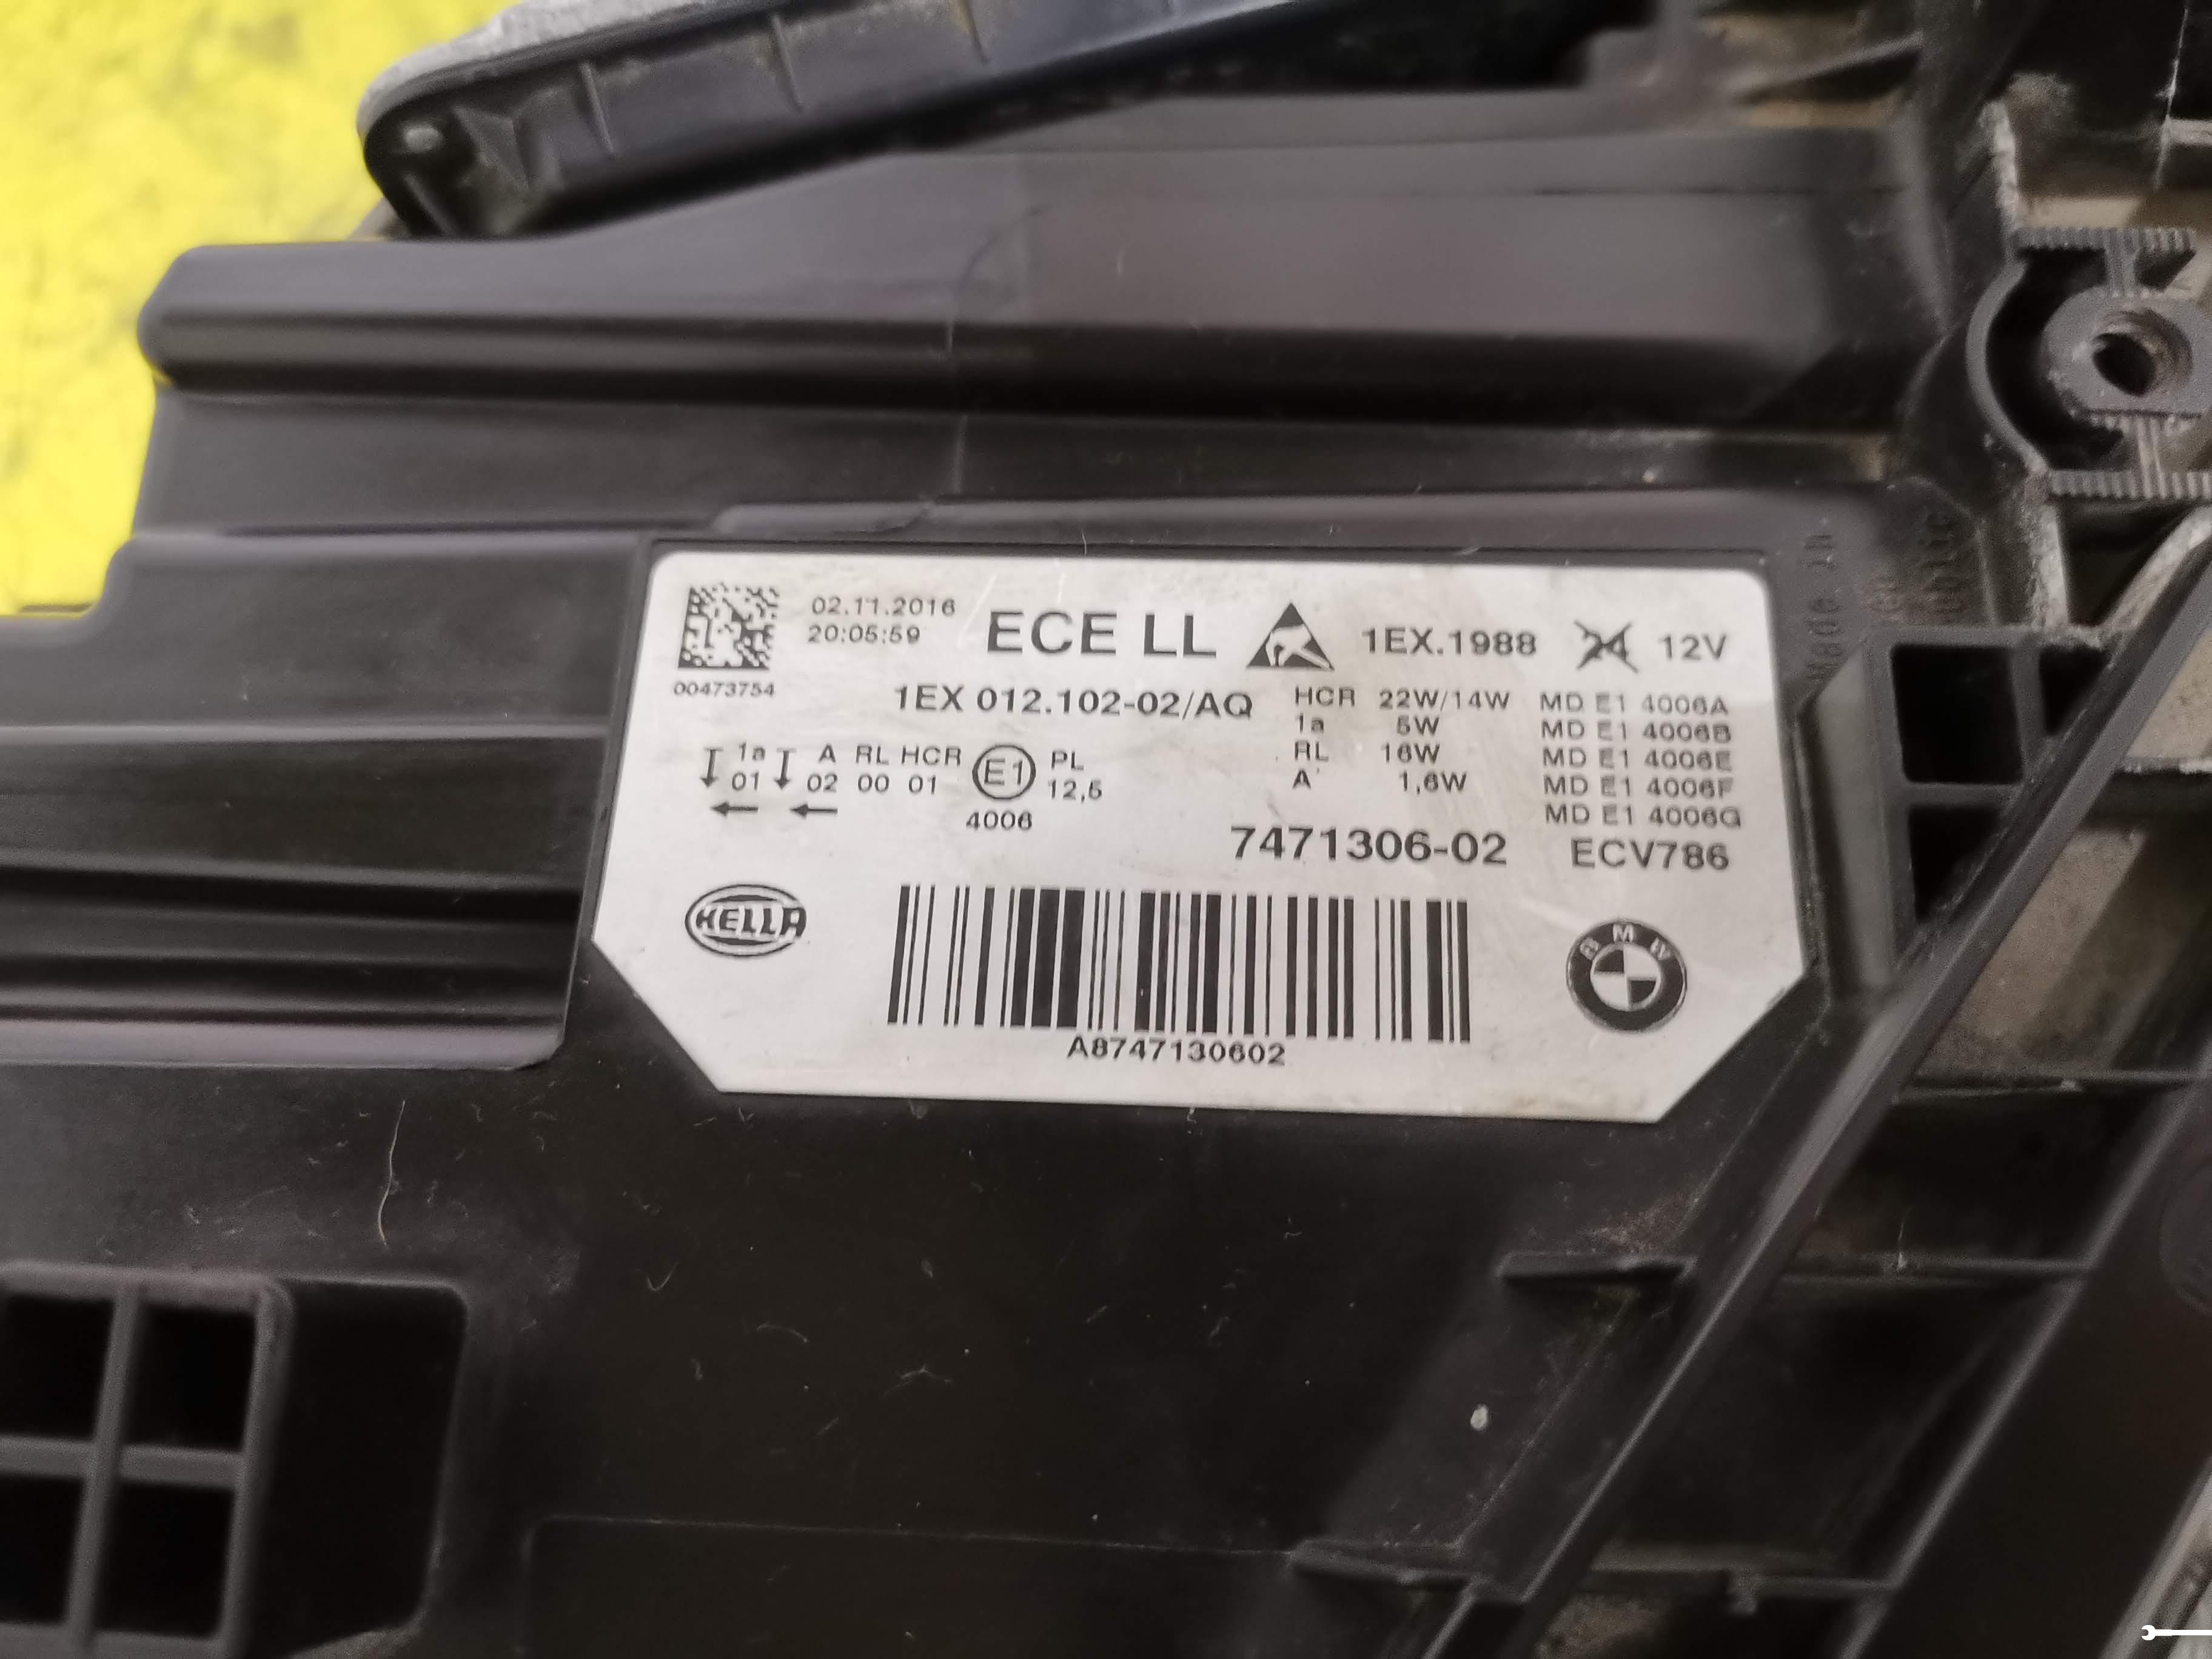 02.11.2016
20:05:59
00473754
ECE LL
1EX.1988 24 12V
1EX 012.102-02/AQ
HCR 22W/14W
1a 5W
RL 16W
A 1,6W
MD E1 4006A
MD E1 4006B
MD E1 4006E
MD E1 4006F
MD E1 4006G
1a A RL HCR E1 PL
01 02 00 01 12,5
4006
7471306-02 ECV786
HELLA
BMW
A8747130602
Made in